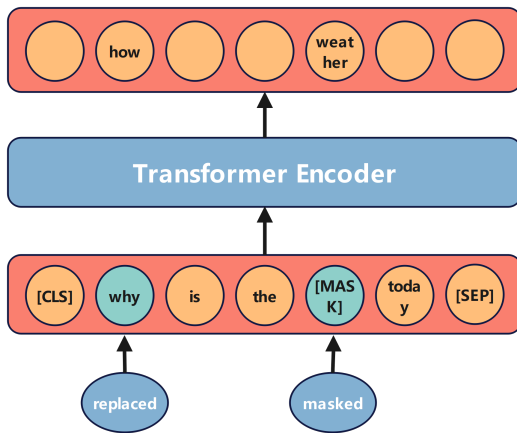 how
weat
her
Transformer Encoder
[CLS] why is the [MAS
K] toda
y [SEP]
replaced masked